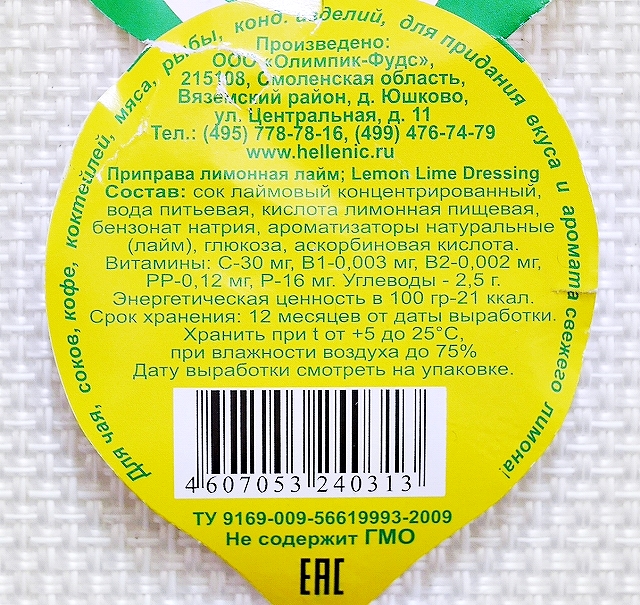 Для чая, соков, кофе, коктейлей, мяса, рыбы, конд. изделий, для придания вкуса и аромата свежего лимона!
Произведено:
ООО «Олимпик-Фудс»,
215108, Смоленская область,
Вяземский район, д. Юшково,
ул. Центральная, д. 11
Тел.: (495) 778-78-16, (499) 476-74-79
www.hellenic.ru
Приправа лимонная лайм; Lemon Lime Dressing
Состав: сок лаймовый концентрированный,
вода питьевая, кислота лимонная пищевая,
бензонат натрия, ароматизаторы натуральные
(лайм), глюкоза, аскорбиновая кислота.
Витамины: С-30 мг, В1-0,003 мг, В2-0,002 мг,
РР-0,12 мг, Р-16 мг. Углеводы - 2,5 г.
Энергетическая ценность в 100 гр-21 ккал.
Срок хранения: 12 месяцев от даты выработки.
Хранить при t от +5 до 25°С,
при влажности воздуха до 75%
Дату выработки смотреть на упаковке.
4 607053 240313
ТУ 9169-009-56619993-2009
Не содержит ГМО
ЕАС